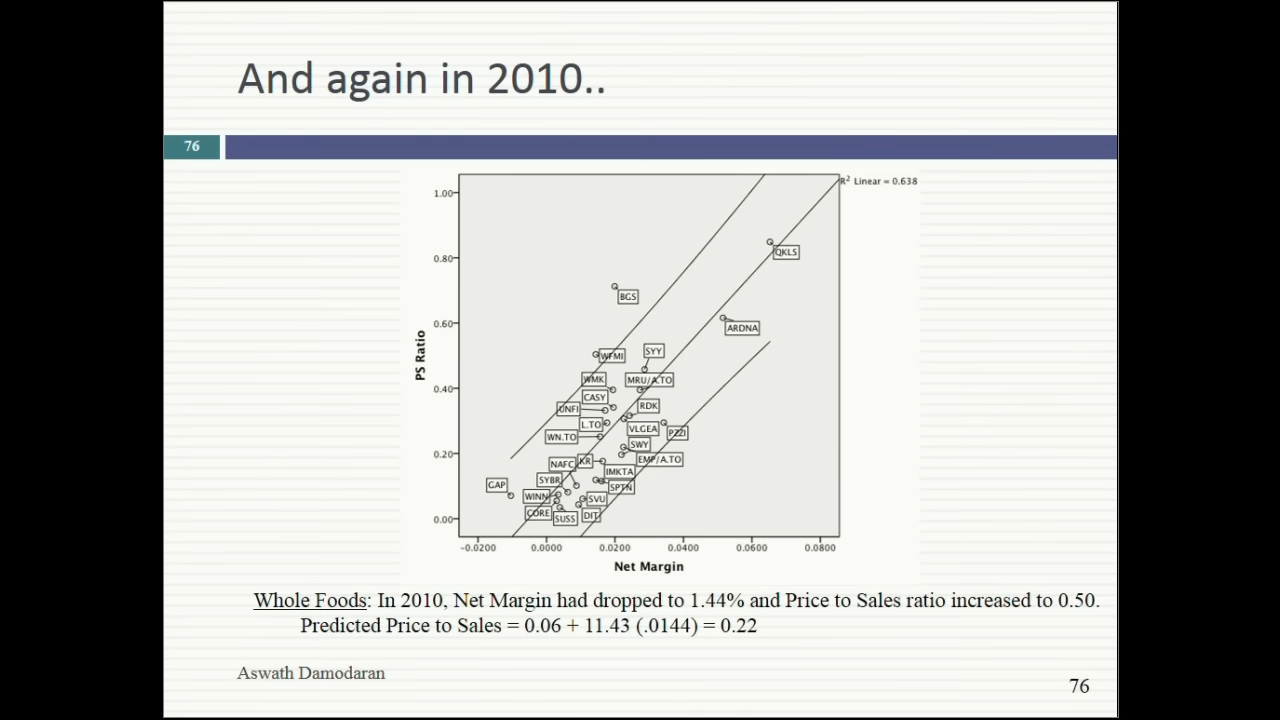 And again in 2010..
76
R² Linear = 0.638
1.00
0.80
0.60
0.40
0.20
0.00
PS Ratio
QKLS
BGS
ARDNA
SYY
WFMI
WMK
MRU/A.TO
CASY
RDK
UNFI
L.TO
VLGEA
PZZI
WN.TO
SWY
NAFC
KR
EMP/A.TO
IMKTA
SYBR
GAP
SPTN
WINN
SVU
CORE
SUSS
DIT
-0.0200 0.0000 0.0200 0.0400 0.0600 0.0800
Net Margin
Whole Foods: In 2010, Net Margin had dropped to 1.44% and Price to Sales ratio increased to 0.50.
Predicted Price to Sales = 0.06 + 11.43 (.0144) = 0.22
Aswath Damodaran
76